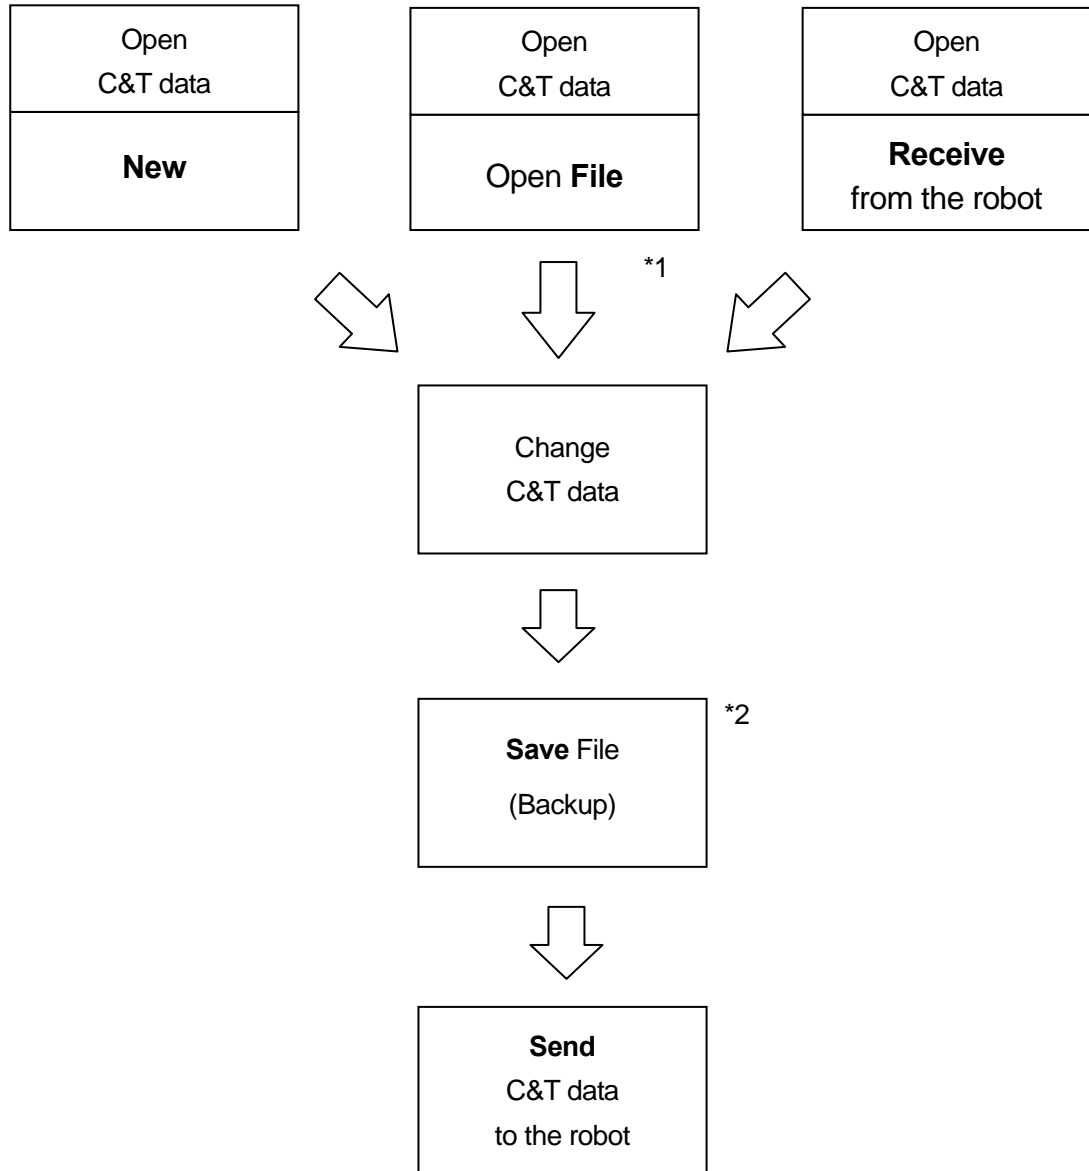 Open
C&T data
New
Open
C&T data
Open File
Open
C&T data
Receive
from the robot
*1
Change
C&T data
*2
Save File
(Backup)
Send
C&T data
to the robot